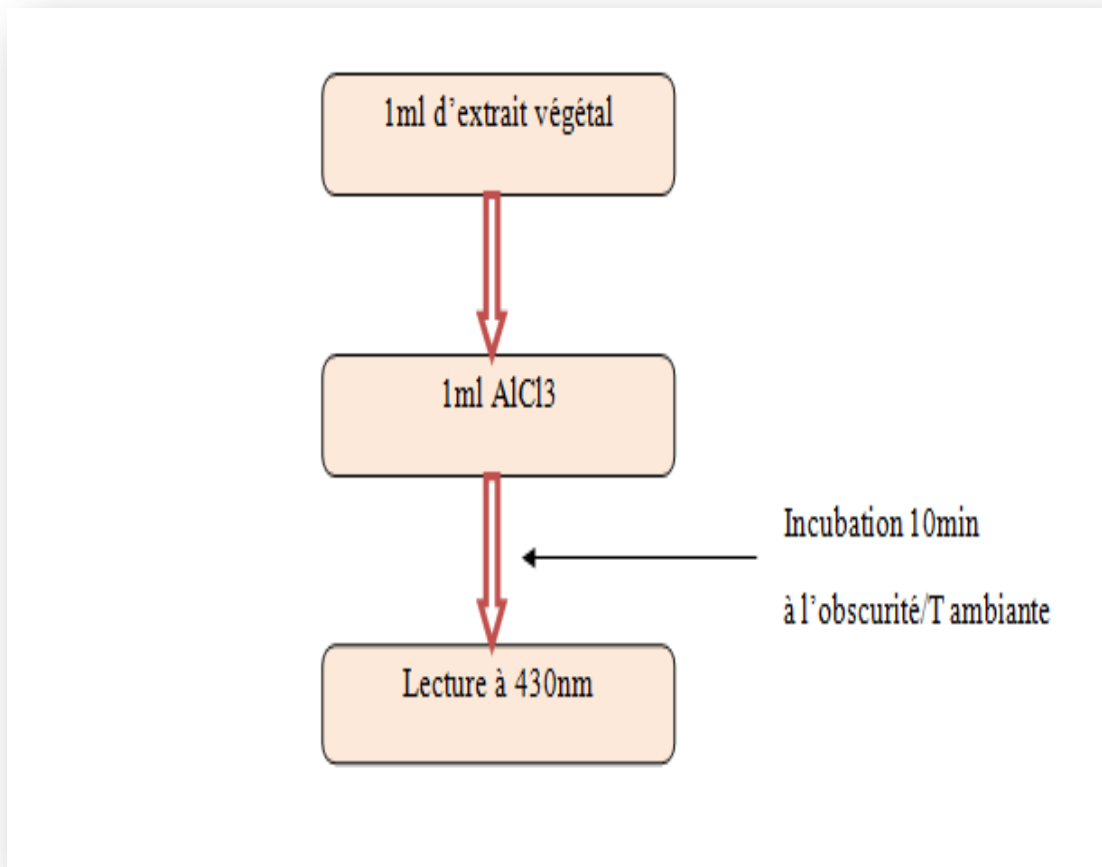 1ml d’extrait végétal
1ml AlCl3
Incubation 10min
à l’obscurité/T ambiante
Lecture à 430nm